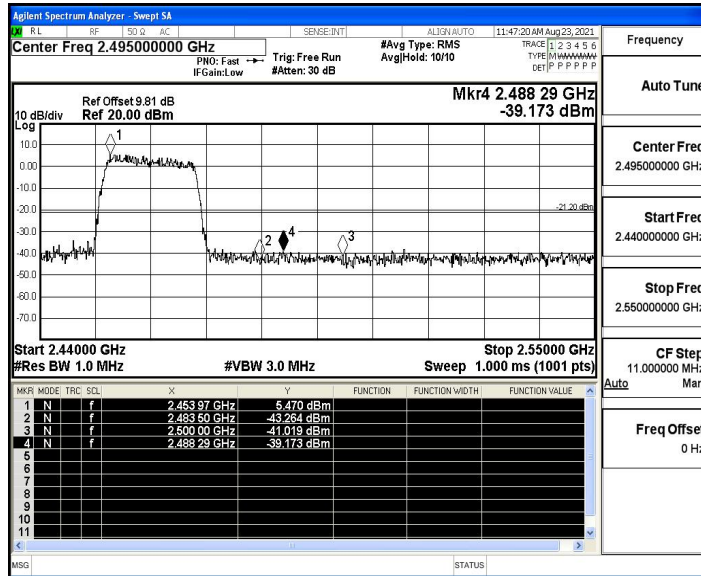 Agilent Spectrum Analyzer - Swept SA
RL RF 50 Ω AC SENSE:INT ALIGN AUTO 11:47:20 AM Aug 23, 2021
Center Freq 2.495000000 GHz
PNO: Fast
IFGain:Low
Trig: Free Run
#Atten: 30 dB
#Avg Type: RMS
Avg|Hold: 10/10
TRACE 1 2 3 4 5 6
TYPE MWWWWW
DET P P P P P P
Ref Offset 9.81 dB
10 dB/div Ref 20.00 dBm
Log
Mkr4 2.488 29 GHz
-39.173 dBm
1
10.0
0.00
-10.0
-20.0
-21.20 dBm
-30.0
2 4 3
-40.0
-50.0
-60.0
-70.0
Start 2.44000 GHz Stop 2.55000 GHz
#Res BW 1.0 MHz #VBW 3.0 MHz Sweep 1.000 ms (1001 pts)
MKR MODE TRC SCL X Y FUNCTION FUNCTION WIDTH FUNCTION VALUE
1 N f 2.453 97 GHz 5.470 dBm
2 N f 2.483 50 GHz -43.264 dBm
3 N f 2.500 00 GHz -41.019 dBm
4 N f 2.488 29 GHz -39.173 dBm
5
6
7
8
9
10
11
MSG STATUS
Frequency
Auto Tune
Center Freq
2.495000000 GHz
Start Freq
2.440000000 GHz
Stop Freq
2.550000000 GHz
CF Step
11.000000 MHz
Auto Man
Freq Offset
0 Hz